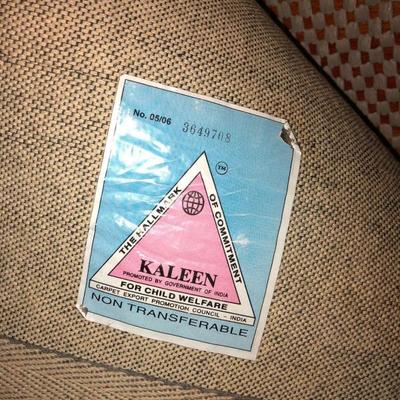 No. 05/06 3649708
TM
THE HALLMARK OF COMMITMENT
KALEEN
PROMOTED BY GOVERNMENT OF INDIA
FOR CHILD WELFARE
CARPET EXPORT PROMOTION COUNCIL - INDIA
NON TRANSFERABLE